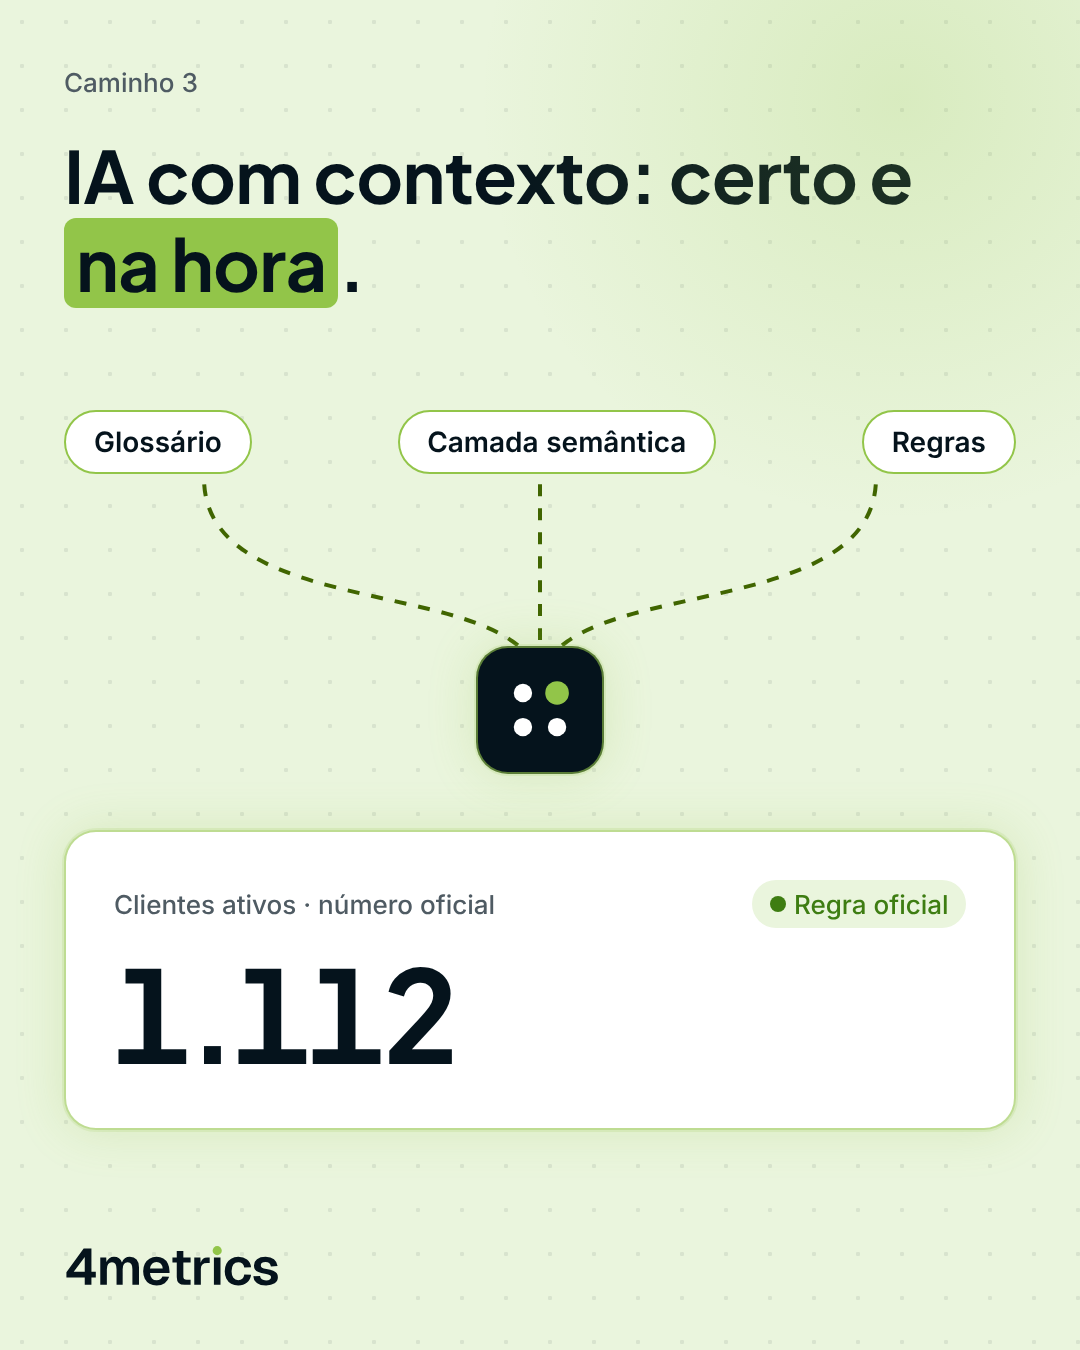 Caminho 3
IA com contexto: certo e
na hora.
Glossário
Camada semântica
Regras
Clientes ativos · número oficial
Regra oficial
1.112
4metrics